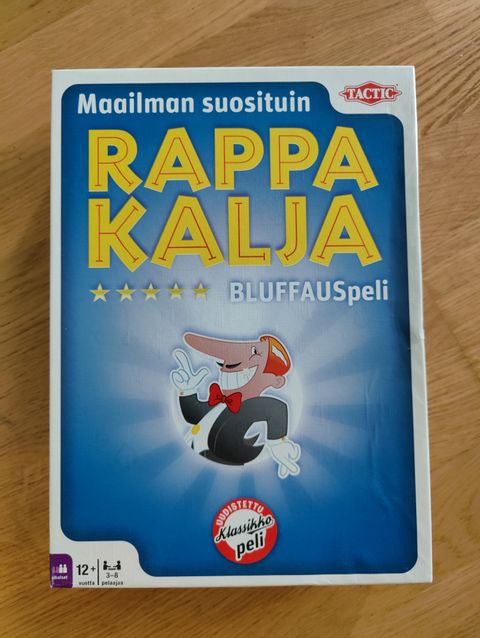 Maailman suosituin
TACTIC
RAPPA
KALJA
BLUFFAUSpeli
UUDISTETTU
Klassikko
peli
12+
vuotta
3-8
pelaajaa